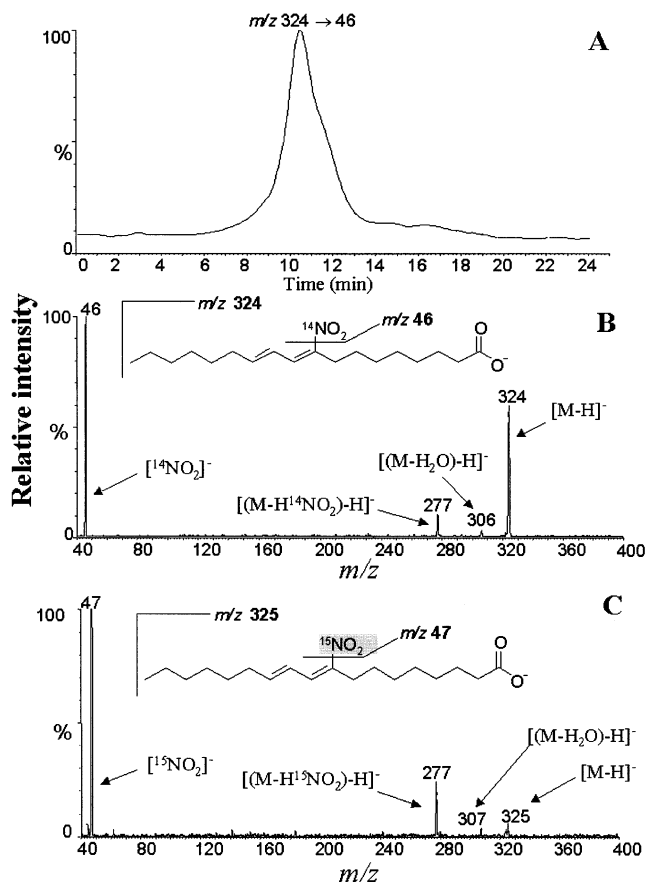 m/z 324 → 46
A
100
%
0
0 2 4 6 8 10 12 14 16 18 20 22 24
Time (min)
Relative intensity
B
100
46
m/z 324
¹⁴NO₂
m/z 46
O
O⁻
324
[M-H]⁻
%
[¹⁴NO₂]⁻
[(M-H₂O)-H]⁻
[(M-H¹⁴NO₂)-H]⁻
277
306
0
40 80 120 160 200 240 280 320 360 400
m/z
C
47
100
m/z 325
¹⁵NO₂
m/z 47
O
O⁻
%
[¹⁵NO₂]⁻
[(M-H₂O)-H]⁻
[(M-H¹⁵NO₂)-H]⁻
277
[M-H]⁻
307
325
0
40 80 120 160 200 240 280 320 360 400
m/z